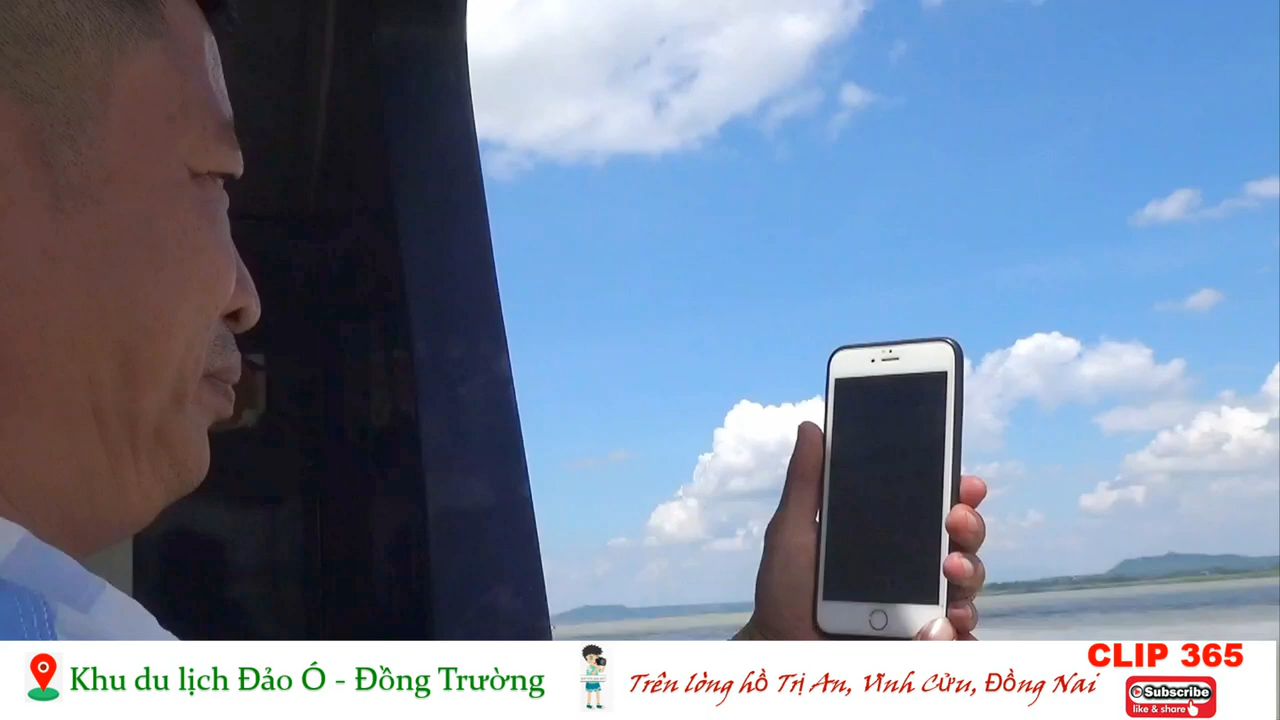 Khu du lịch Đảo Ó - Đồng Trường
Trên lòng hồ Trị An, Vĩnh Cửu, Đồng Nai
CLIP 365
Subscribe
like & share